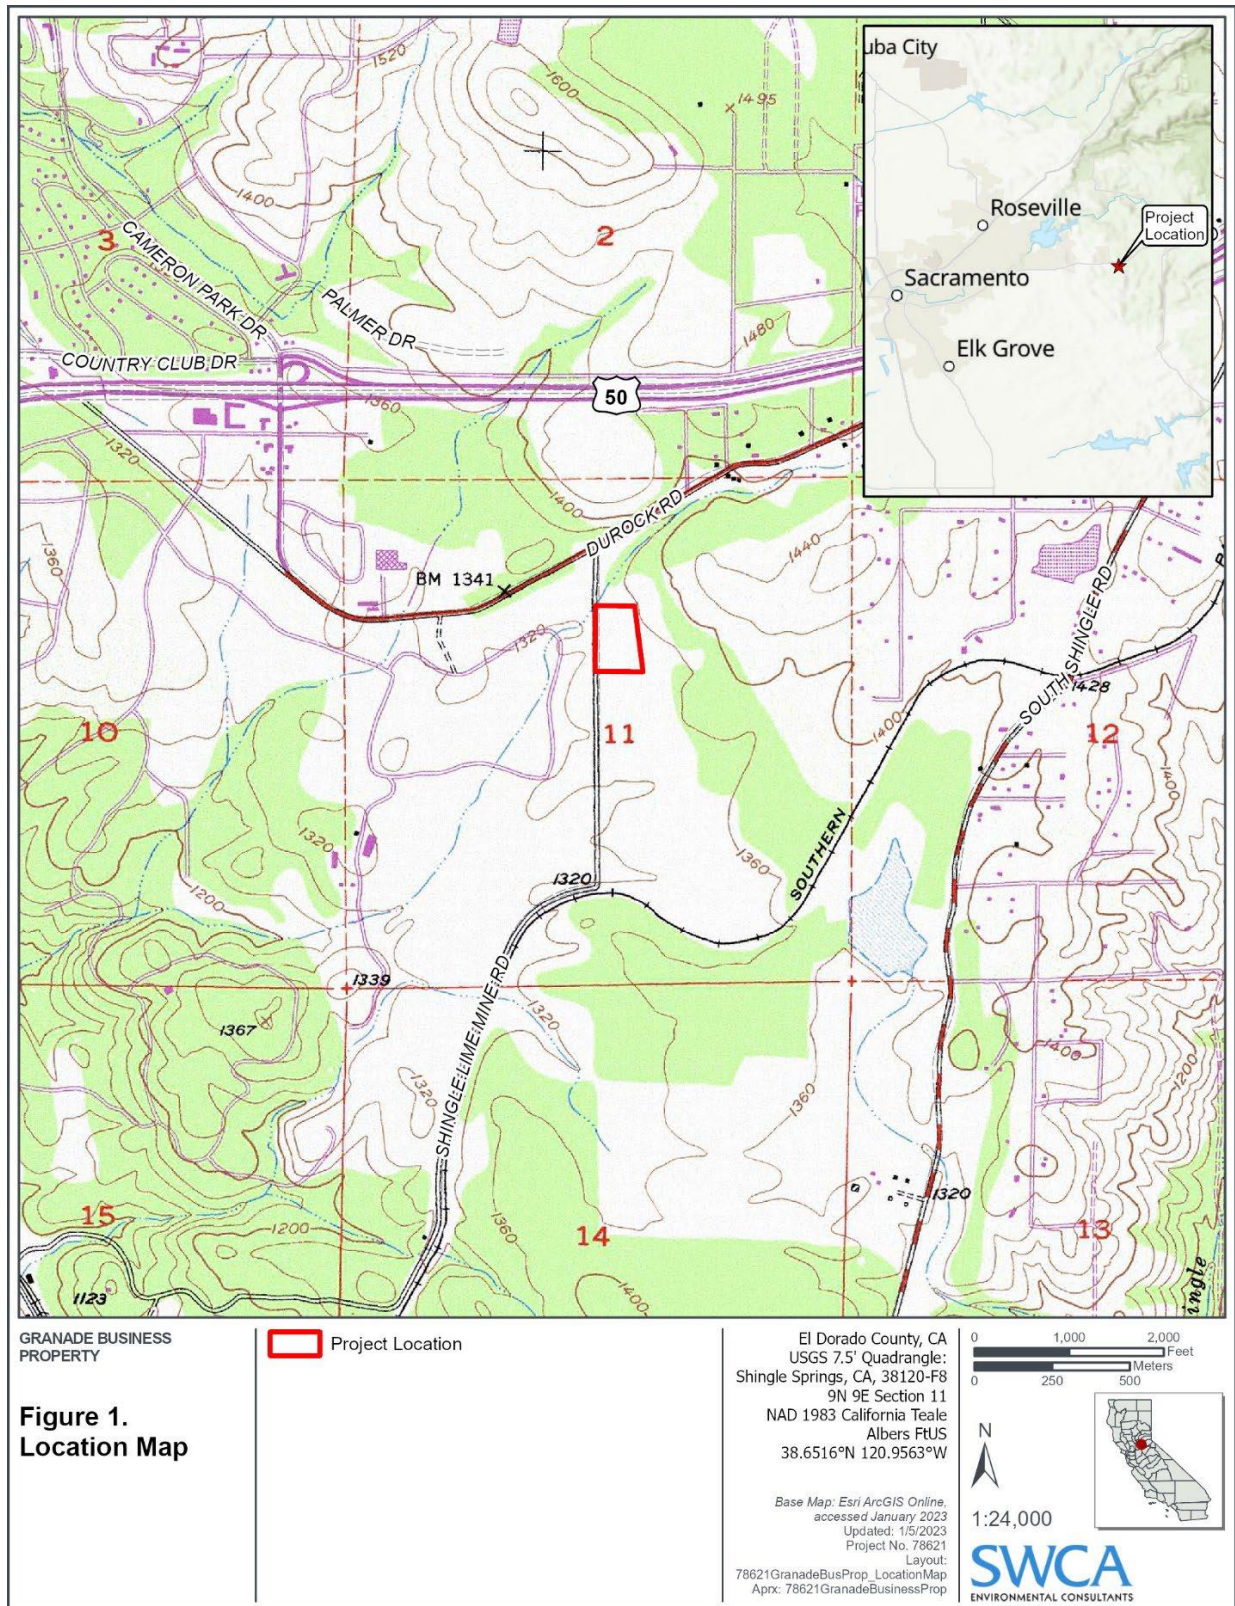 1520
1600
1495
1400
3
2
CAMERON PARK DR
PALMER DR
COUNTRY CLUB DR
1480
50
1360
1320
1400
DUROCK RD
1360
1440
BM 1341
1320
SOUTH SHINGLE RD
1428
1400
10
11
12
1400
SOUTHERN
1320
1360
1320
1200
1339
1367
SHINGLE LIME MINE RD
1320
1400
1200
1320
1360
1320
15
1200
1360
14
13
1400
1123
ingle
uba City
Roseville
Project
Location
Sacramento
Elk Grove
GRANADE BUSINESS
PROPERTY
Figure 1.
Location Map
Project Location
El Dorado County, CA
USGS 7.5' Quadrangle:
Shingle Springs, CA, 38120-F8
9N 9E Section 11
NAD 1983 California Teale
Albers FtUS
38.6516°N 120.9563°W
Base Map: Esri ArcGIS Online,
accessed January 2023
Updated: 1/5/2023
Project No. 78621
Layout:
78621GranadeBusProp_LocationMap
Aprx: 78621GranadeBusinessProp
0 1,000 2,000
Feet
Meters
0 250 500
N
1:24,000
SWCA
ENVIRONMENTAL CONSULTANTS